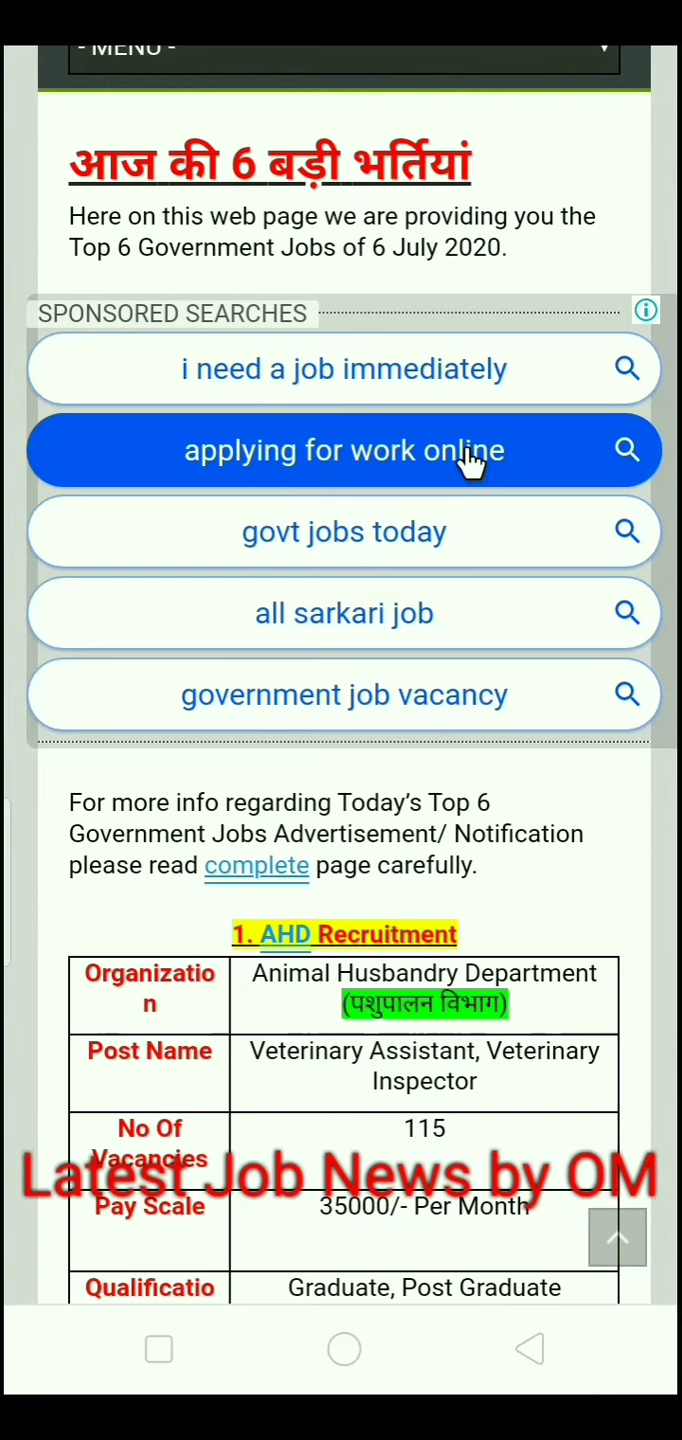 - MENU -
आज की 6 बड़ी भर्तियां
Here on this web page we are providing you the
Top 6 Government Jobs of 6 July 2020.
SPONSORED SEARCHES
i need a job immediately
applying for work online
govt jobs today
all sarkari job
government job vacancy
For more info regarding Today’s Top 6
Government Jobs Advertisement/ Notification
please read complete page carefully.
1. AHD Recruitment
Organizatio
n
Animal Husbandry Department
(पशुपालन विभाग)
Post Name
Veterinary Assistant, Veterinary
Inspector
No Of
Vacancies
115
Latest Job News by OM
Pay Scale
35000/- Per Month
Qualificatio
Graduate, Post Graduate